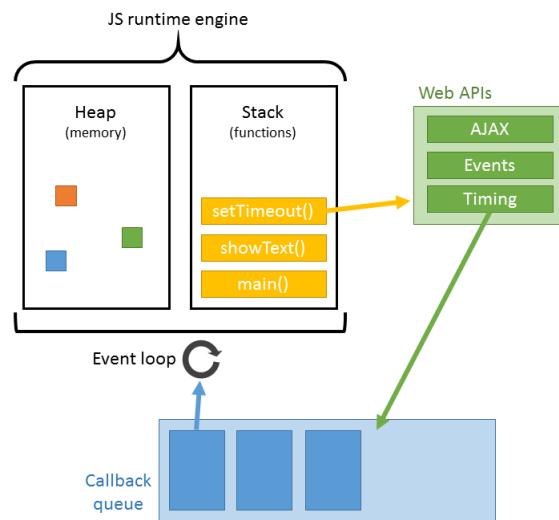 JS runtime engine
Heap
(memory)
Stack
(functions)
setTimeout()
showText()
main()
Web APIs
AJAX
Events
Timing
Event loop
Callback
queue